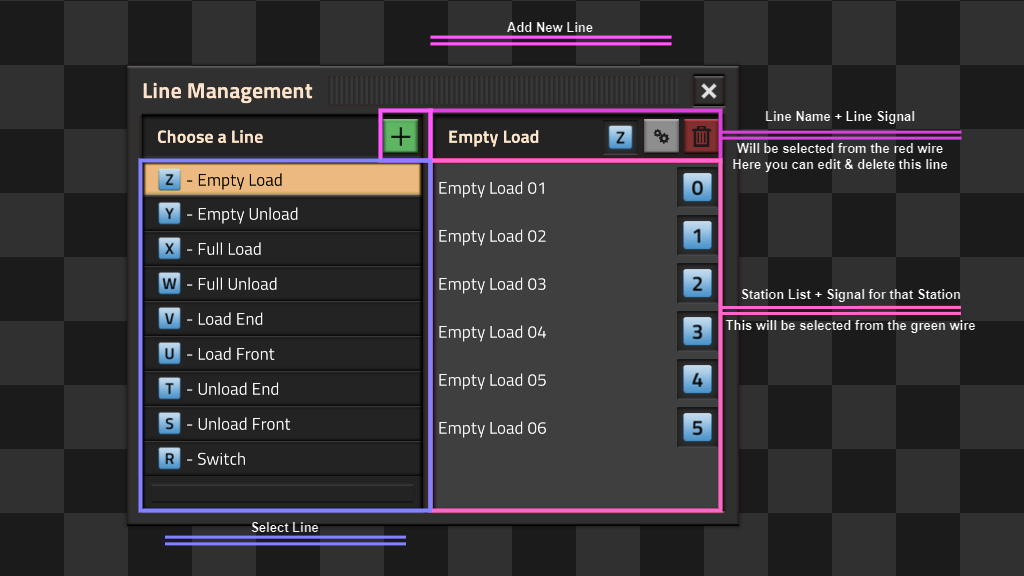 Add New Line
Line Management
Choose a Line
Empty Load Z
Line Name + Line Signal
Will be selected from the red wire
Here you can edit & delete this line
Z - Empty Load
Y - Empty Unload
X - Full Load
W - Full Unload
V - Load End
U - Load Front
T - Unload End
S - Unload Front
R - Switch
Empty Load 01 0
Empty Load 02 1
Empty Load 03 2
Empty Load 04 3
Empty Load 05 4
Empty Load 06 5
Station List + Signal for that Station
This will be selected from the green wire
Select Line